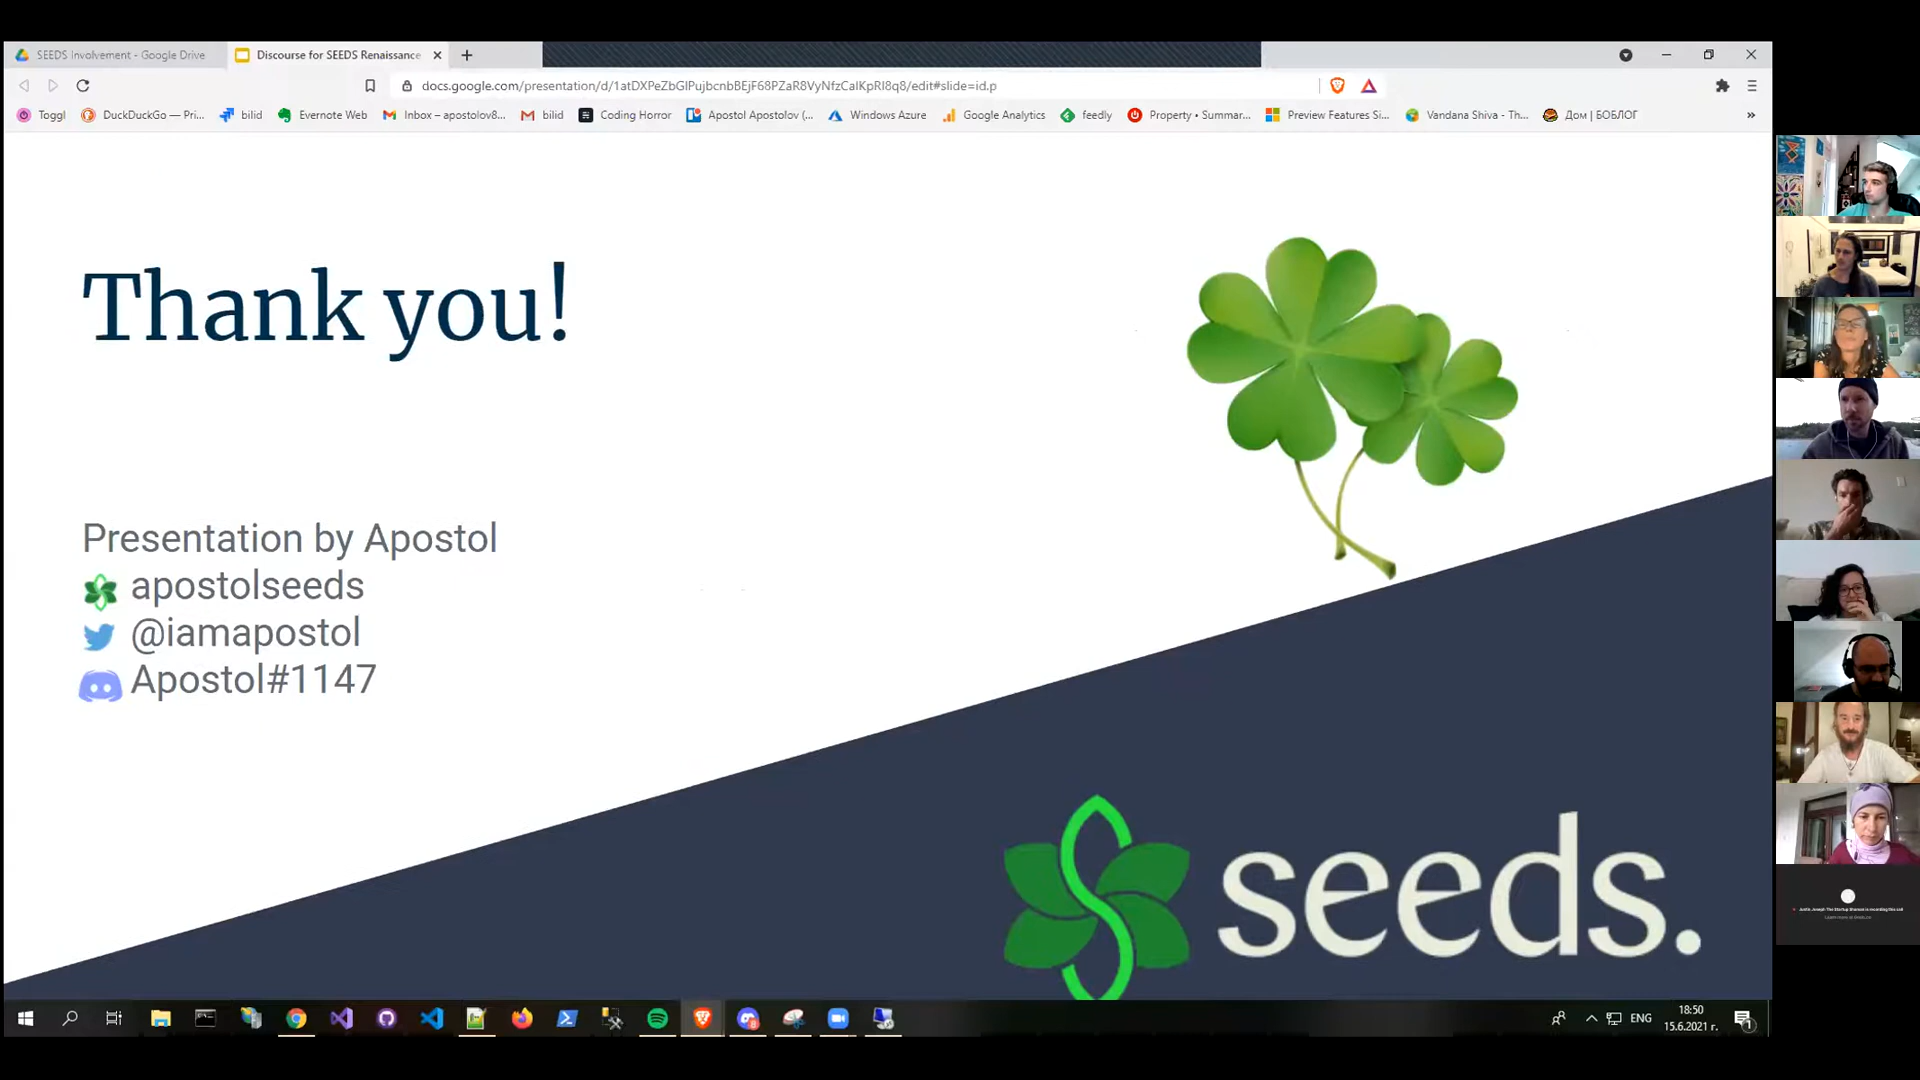 SEEDS Involvement - Google Drive
Discourse for SEEDS Renaissance
docs.google.com/presentation/d/1atDXPeZbGlPujbcnbBEjF68PZaR8VyNfzCalKpRI8q8/edit#slide=id.p
Toggl
DuckDuckGo — Pri...
bilid
Evernote Web
Inbox – apostolov8...
bilid
Coding Horror
Apostol Apostolov (...
Windows Azure
Google Analytics
feedly
Property • Summar...
Preview Features Si...
Vandana Shiva - Th...
Дом | БОБЛОГ
Thank you!
Presentation by Apostol
apostolseeds
@iamapostol
Apostol#1147
seeds.
ENG
18:50
15.6.2021 г.